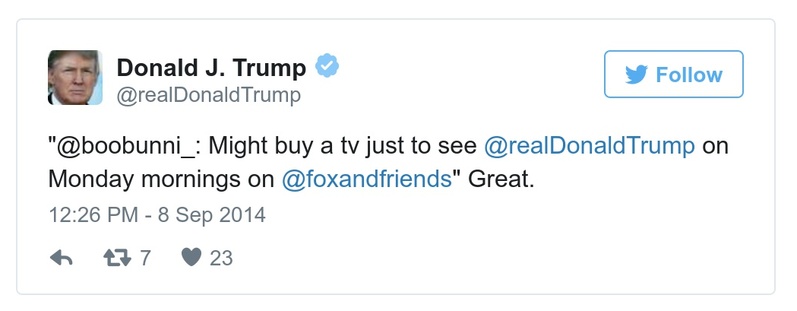 Donald J. Trump
@realDonaldTrump
Follow
"@boobunni_: Might buy a tv just to see @realDonaldTrump on
Monday mornings on @foxandfriends" Great.
12:26 PM - 8 Sep 2014
7 23